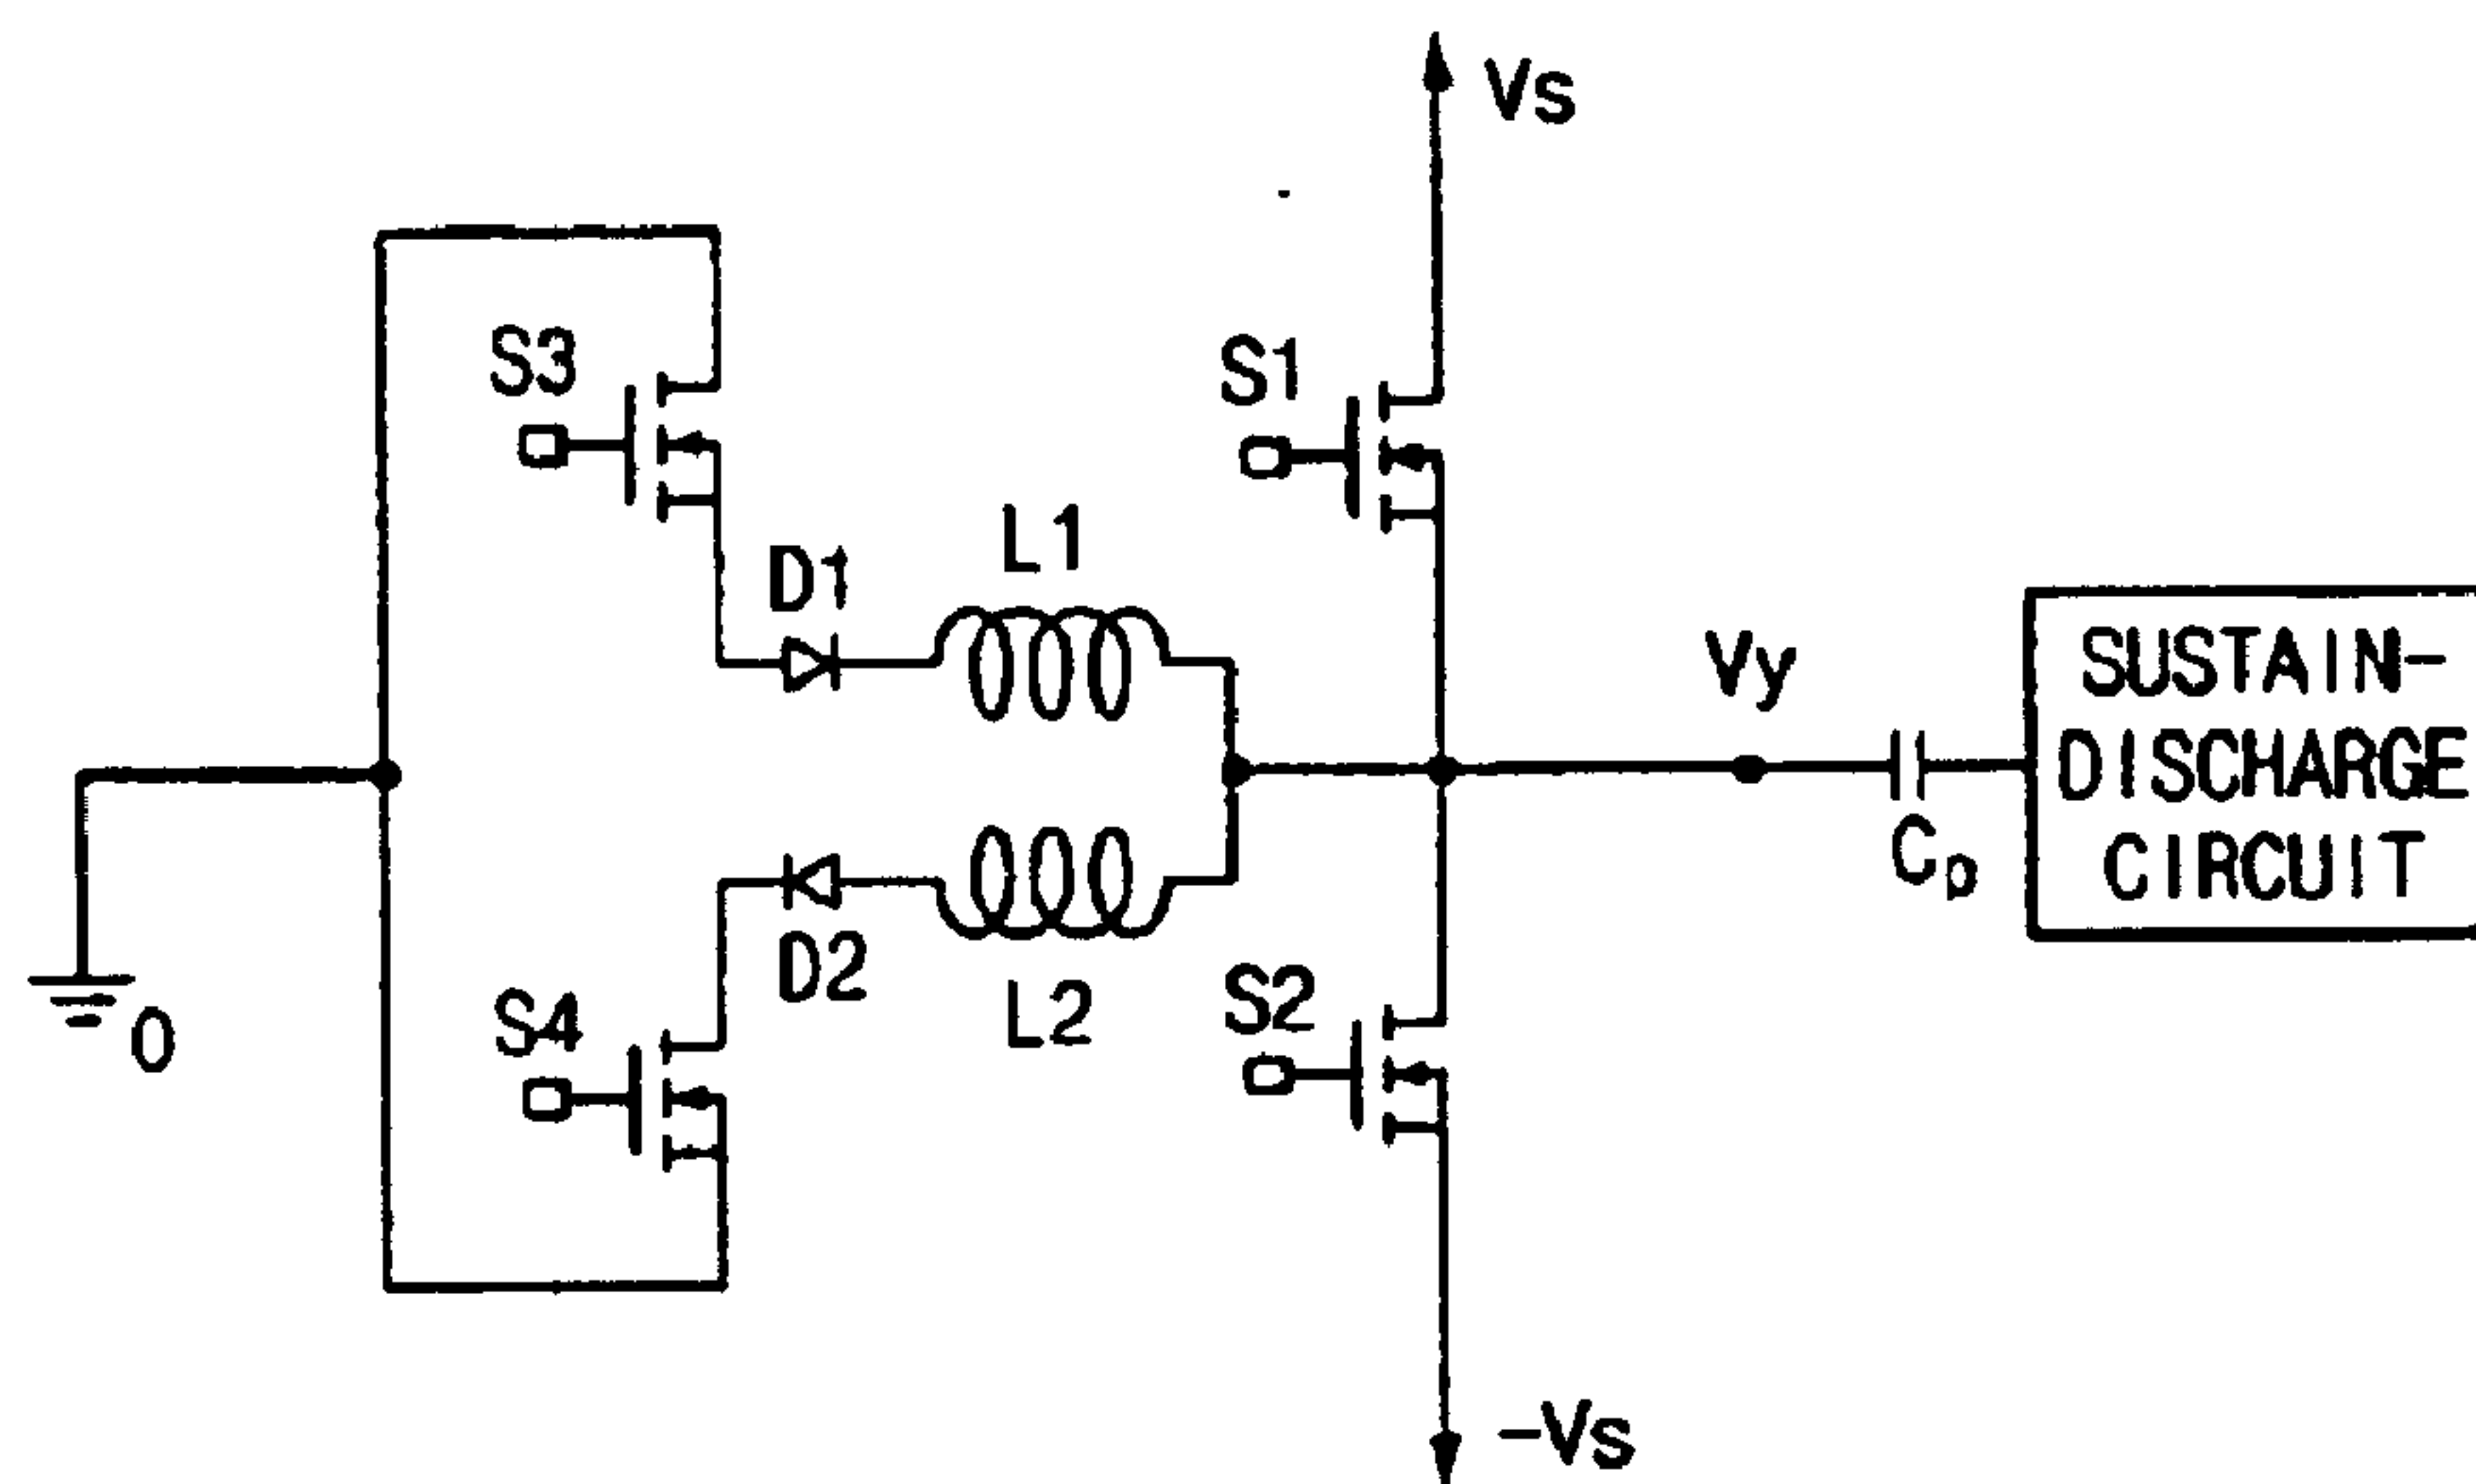 Vs
S3
S1
L1
D1
Vy
SUSTAIN-
DISCHARGE
CIRCUIT
Cp
D2
L2
S2
S4
0
-Vs